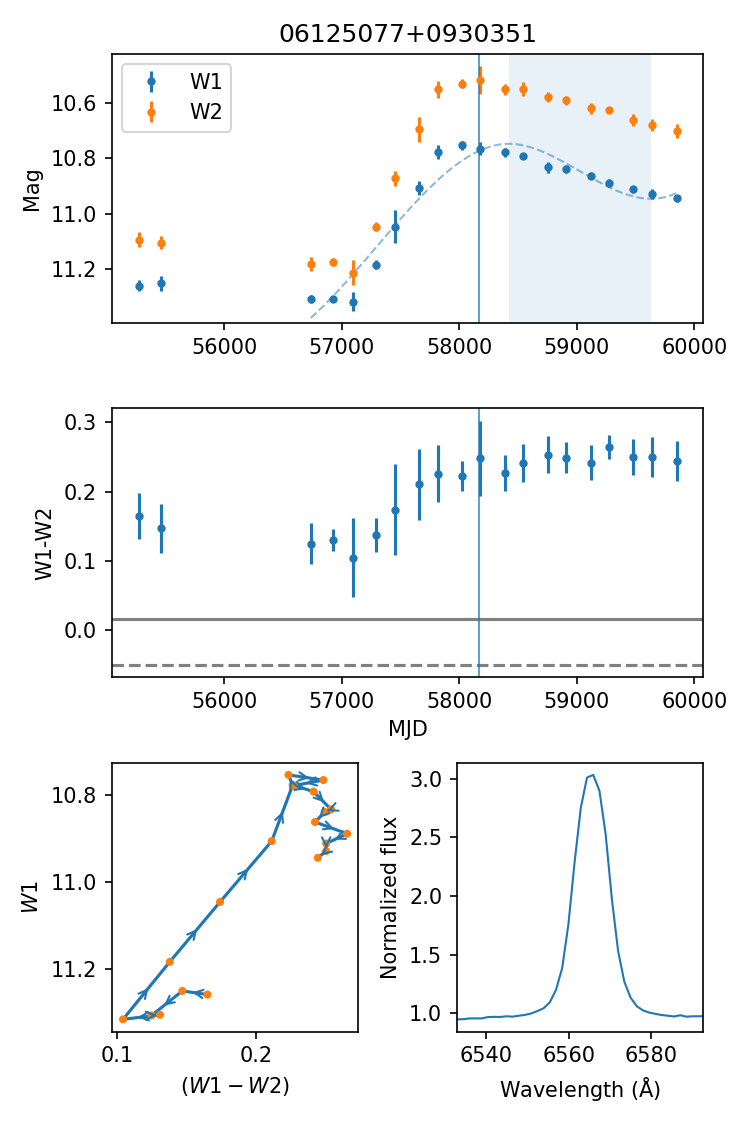 06125077+0930351
W1
W2
Mag
10.6
10.8
11.0
11.2
56000 57000 58000 59000 60000
W1-W2
0.3
0.2
0.1
0.0
56000 57000 58000 59000 60000
MJD
W1
10.8
11.0
11.2
0.1 0.2
(W1 − W2)
Normalized flux
3.0
2.5
2.0
1.5
1.0
6540 6560 6580
Wavelength (Å)